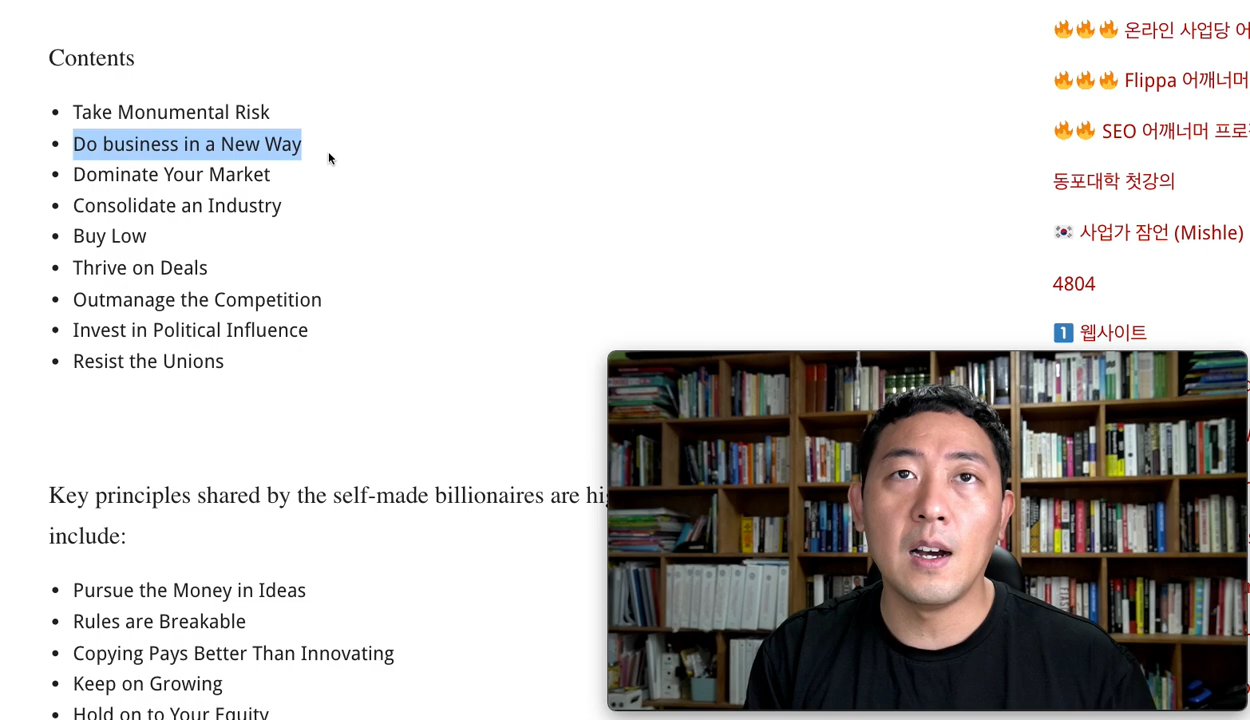 Contents
Take Monumental Risk
Do business in a New Way
Dominate Your Market
Consolidate an Industry
Buy Low
Thrive on Deals
Outmanage the Competition
Invest in Political Influence
Resist the Unions
Key principles shared by the self-made billionaires are
include:
Pursue the Money in Ideas
Rules are Breakable
Copying Pays Better Than Innovating
Keep on Growing
Hold on to Your Equity
🔥🔥🔥 온라인 사업당
🔥🔥🔥 Flippa 어깨너머
🔥🔥 SEO 어깨너머
동포대학 첫강의
🇰🇷 사업가 잠언 (Mishle)
4804
1️⃣ 웹사이트